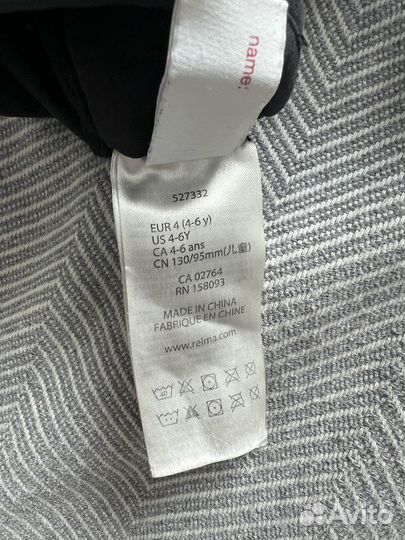 name:
527332
EUR 4 (4-6 y)
US 4-6Y
CA 4-6 ans
CN 130/95mm(儿童)
CA 02764
RN 158093
MADE IN CHINA
FABRIQUE EN CHINE
www.reima.com
40
Avito